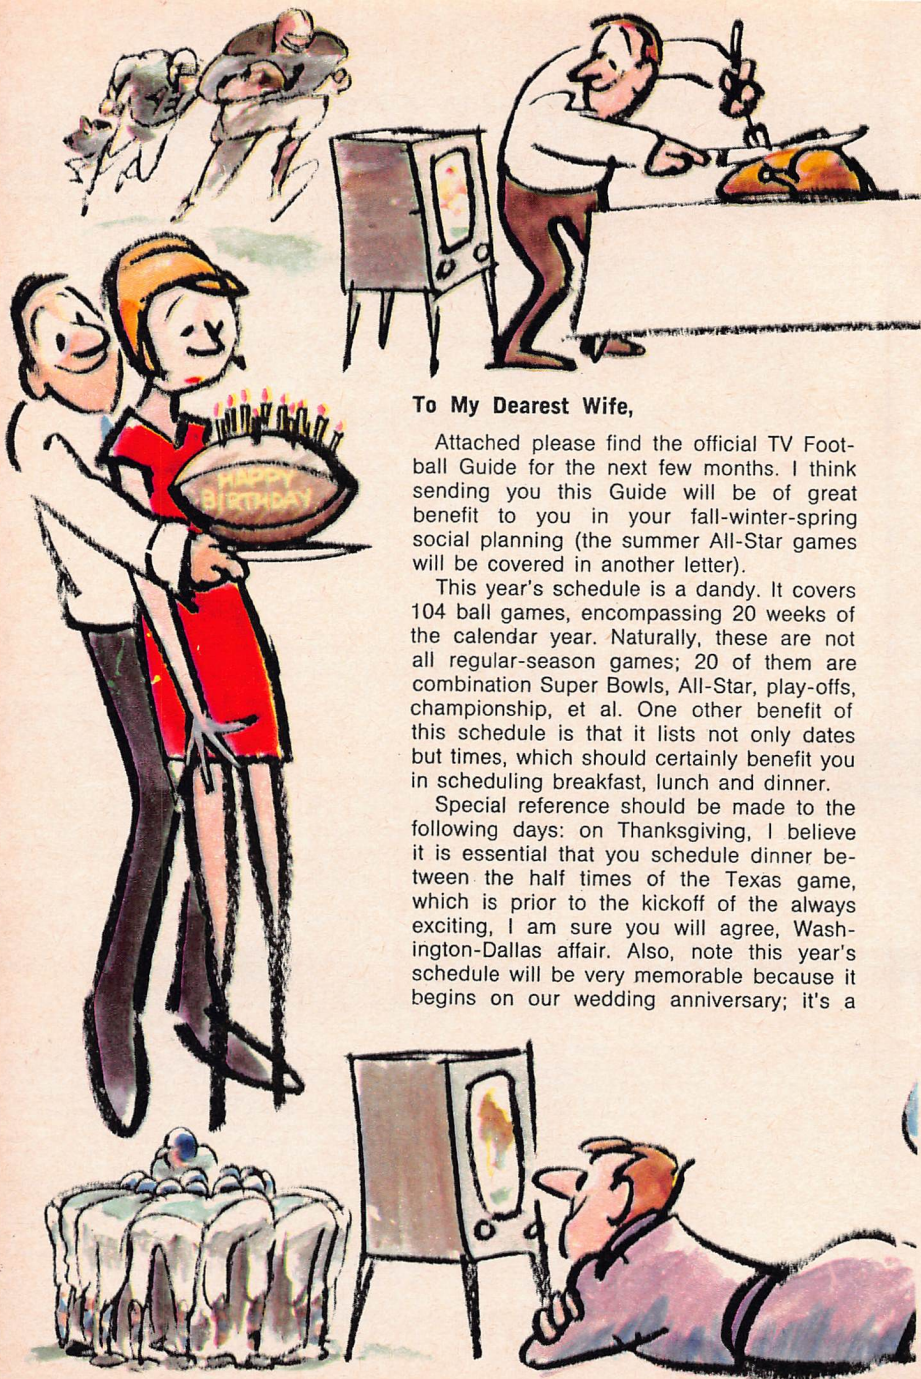 To My Dearest Wife,
Attached please find the official TV Foot-
ball Guide for the next few months. I think
sending you this Guide will be of great
benefit to you in your fall-winter-spring
social planning (the summer All-Star games
will be covered in another letter).
This year's schedule is a dandy. It covers
104 ball games, encompassing 20 weeks of
the calendar year. Naturally, these are not
all regular-season games; 20 of them are
combination Super Bowls, All-Star, play-offs,
championship, et al. One other benefit of
this schedule is that it lists not only dates
but times, which should certainly benefit you
in scheduling breakfast, lunch and dinner.
Special reference should be made to the
following days: on Thanksgiving, I believe
it is essential that you schedule dinner be-
tween the half times of the Texas game,
which is prior to the kickoff of the always
exciting, I am sure you will agree, Wash-
ington-Dallas affair. Also, note this year's
schedule will be very memorable because it
begins on our wedding anniversary; it's a
HAPPY
BIRTHDAY